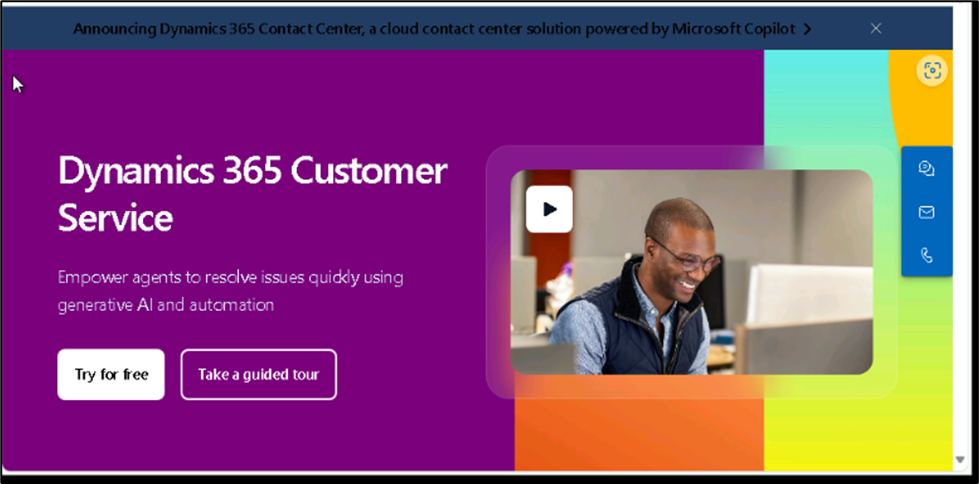 Announcing Dynamics 365 Contact Center, a cloud contact center solution powered by Microsoft Copilot
Dynamics 365 Customer
Service
Empower agents to resolve issues quickly using
generative AI and automation
Try for free
Take a guided tour